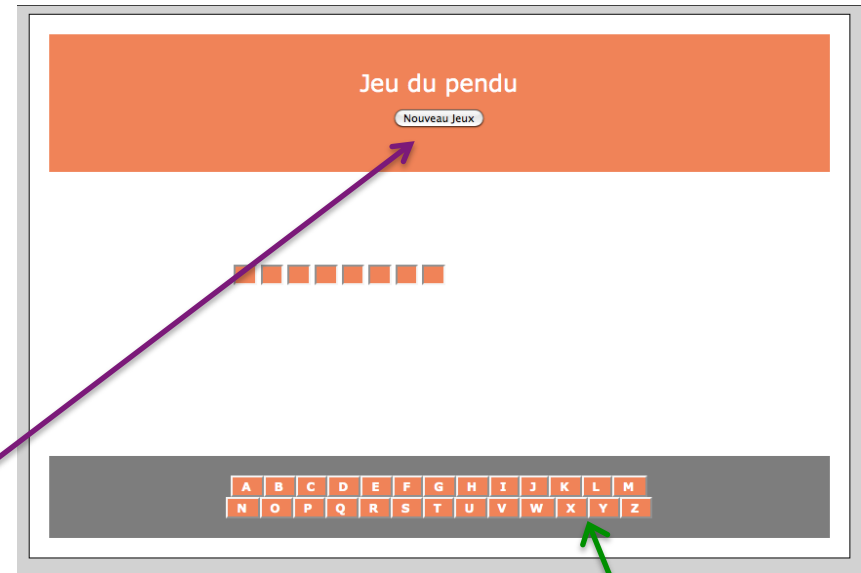 Jeu du pendu
Nouveau Jeux
A B C D E F G H I J K L M
N O P Q R S T U V W X Y Z